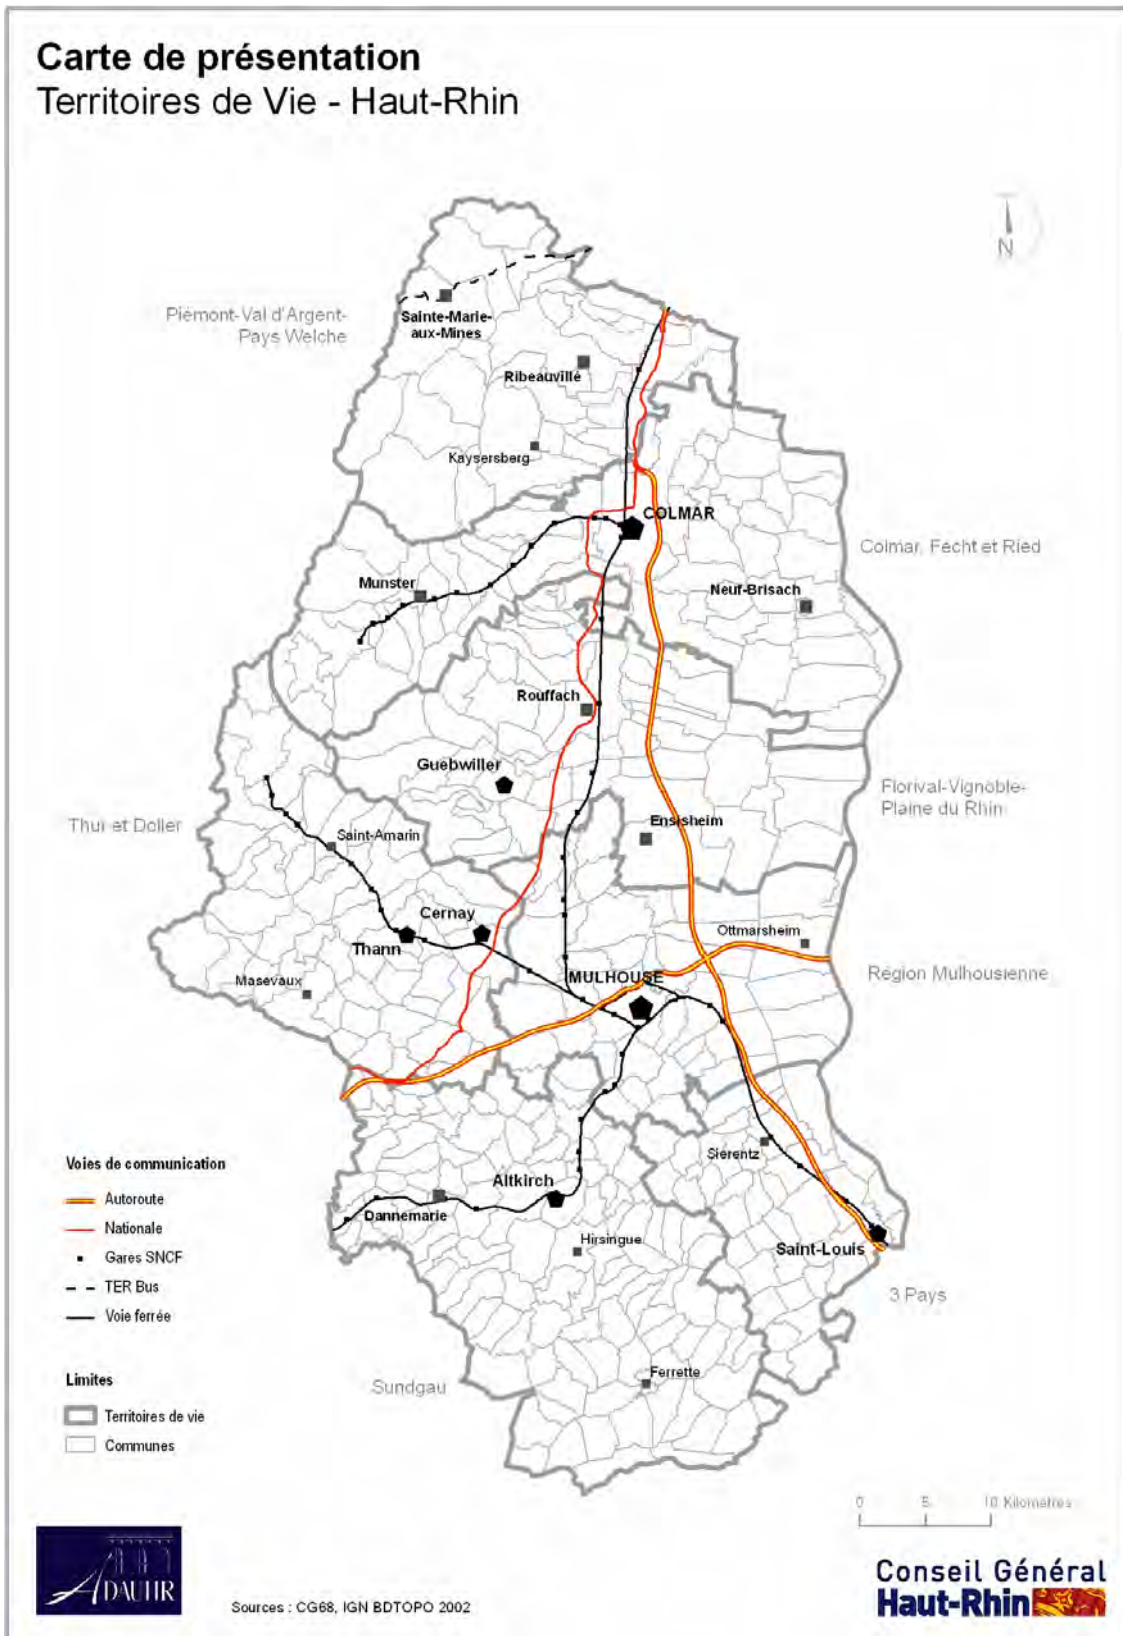 Carte de présentation
Territoires de Vie - Haut-Rhin
N
Piémont-Val d'Argent-
Pays Welche
Sainte-Marie-
aux-Mines
Ribeauvillé
Kaysersberg
COLMAR
Colmar, Fecht et Ried
Munster
Neuf-Brisach
Rouffach
Guebwiller
Florival-Vignoble-
Plaine du Rhin
Thur et Doller
Saint-Amarin
Ensisheim
Cernay
Thann
Ottmarsheim
Masevaux
MULHOUSE
Région Mulhousienne
Sierentz
Voies de communication
Autoroute
Nationale
Gares SNCF
TER Bus
Voie ferrée
Altkirch
Dannemarie
Hirsingue
Saint-Louis
3 Pays
Ferrette
Sundgau
Limites
Territoires de vie
Communes
0 5 10 Kilomètres
ADAUHR
Sources : CG68, IGN BDTOPO 2002
Conseil Général
Haut-Rhin